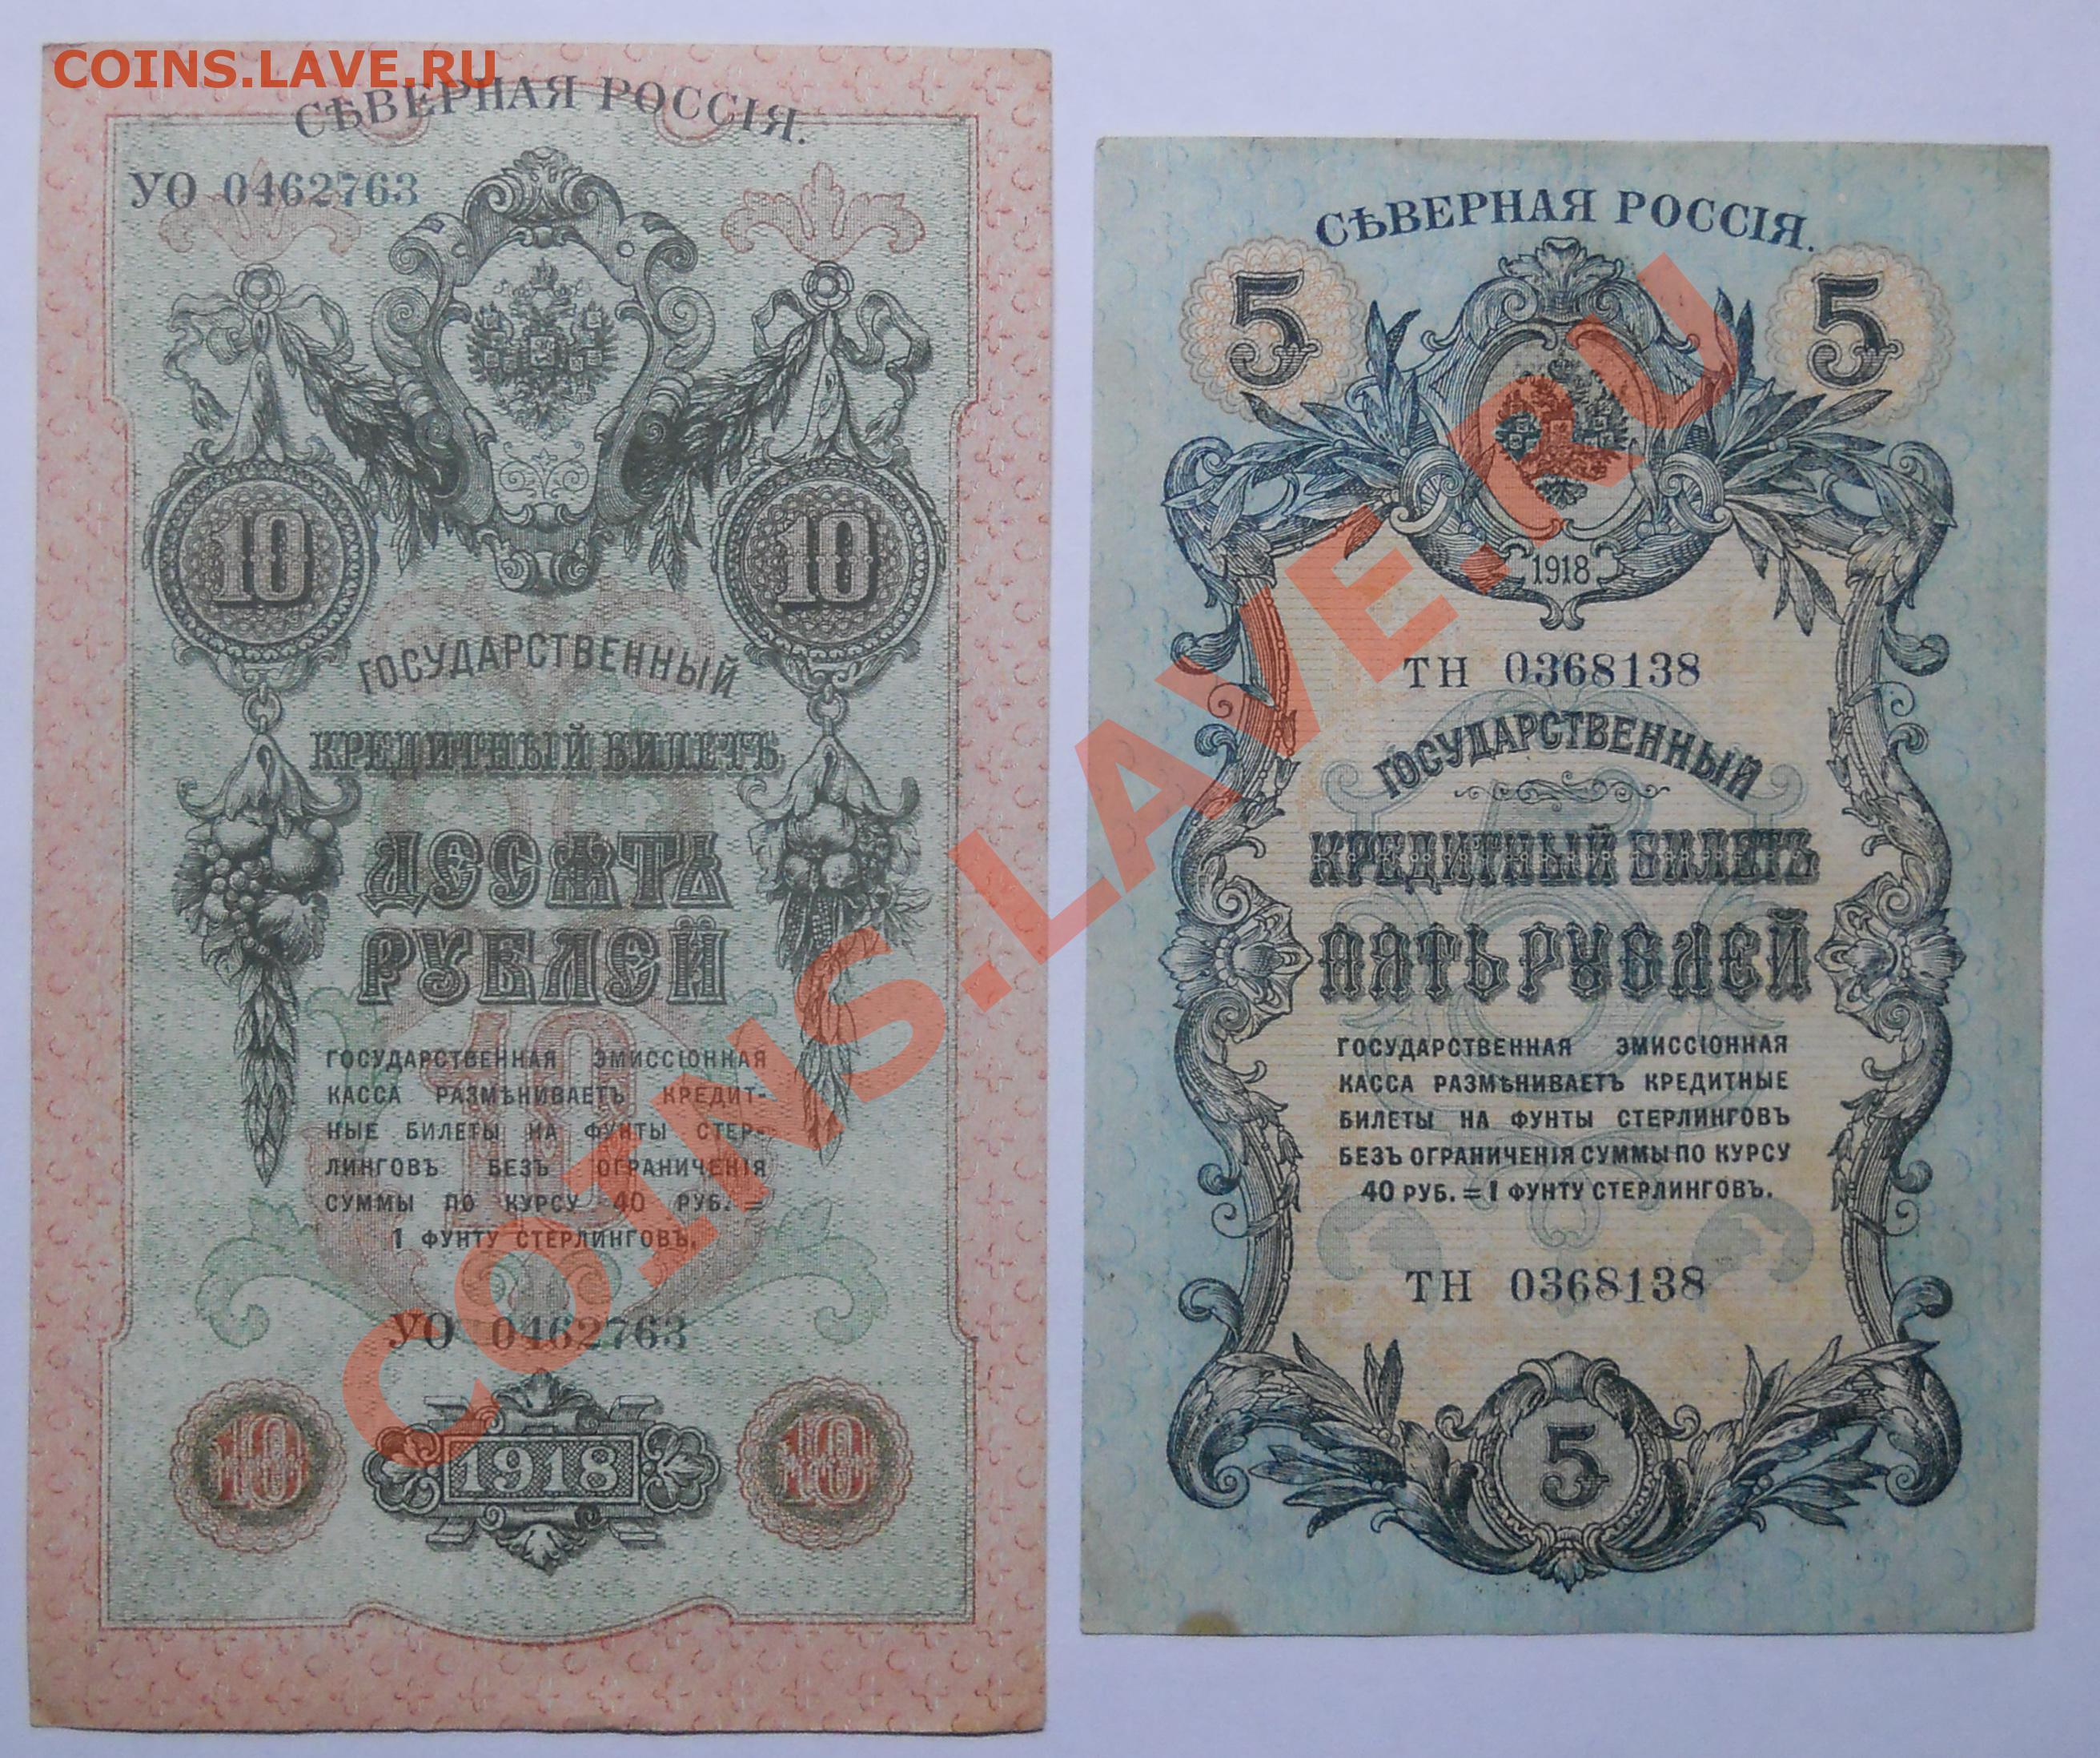 COINS.LAVE.RU
СѢВЕРНАЯ РОССІЯ.
УО 0462763
10 10
ГОСУДАРСТВЕННЫЙ
КРЕДИТНЫЙ БИЛЕТЪ
ДЕСЯТЬ
РУБЛЕЙ
10
ГОСУДАРСТВЕННАЯ ЭМИССІОННАЯ
КАССА РАЗМѢНИВАЕТЪ КРЕДИТ-
НЫЕ БИЛЕТЫ НА ФУНТЫ СТЕР-
ЛИНГОВЪ БЕЗЪ ОГРАНИЧЕНІЯ
СУММЫ ПО КУРСУ 40 РУБ. =
1 ФУНТУ СТЕРЛИНГОВЪ.
УО 0462763
10 1918 10
СѢВЕРНАЯ РОССІЯ.
5 5
1918
ТН 0368138
ГОСУДАРСТВЕННЫЙ
КРЕДИТНЫЙ БИЛЕТЪ
5
ПЯТЬ РУБЛЕЙ
ГОСУДАРСТВЕННАЯ ЭМИССІОННАЯ
КАССА РАЗМѢНИВАЕТЪ КРЕДИТНЫЕ
БИЛЕТЫ НА ФУНТЫ СТЕРЛИНГОВЪ
БЕЗЪ ОГРАНИЧЕНІЯ СУММЫ ПО КУРСУ
40 РУБ. = 1 ФУНТУ СТЕРЛИНГОВЪ.
ТН 0368138
5
COINS.LAVE.RU